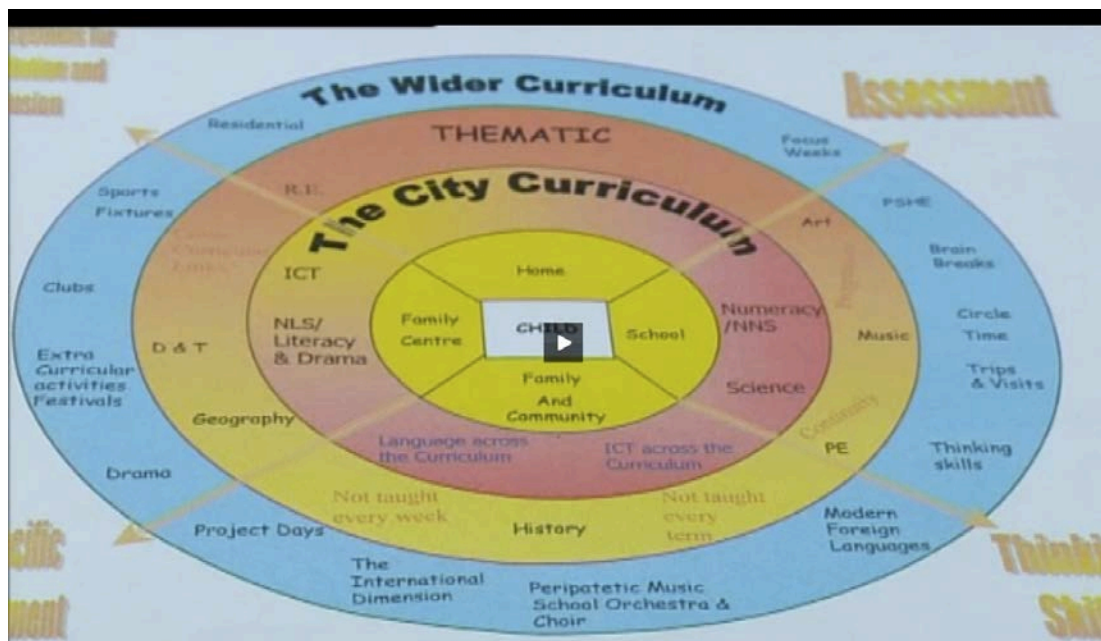 The Wider Curriculum
Assessment
Residential
THEMATIC
Focus
Weeks
Sports
Fixtures
R.E.
The City Curriculum
Art
PSHE
Brain
Breaks
Clubs
ICT
Home
Numeracy
/NNS
Circle
Time
D & T
NLS/
Literacy
& Drama
Family
Centre
CHILD
School
Music
Extra
Curricular
activities
Festivals
Family
And
Community
Science
Trips
& Visits
Geography
Language across
the Curriculum
ICT across the
Curriculum
Continuity
PE
Thinking
skills
Drama
Not taught
every week
History
Not taught
every
term
Modern
Foreign
Languages
Project Days
The
International
Dimension
Peripatetic Music
School Orchestra &
Choir